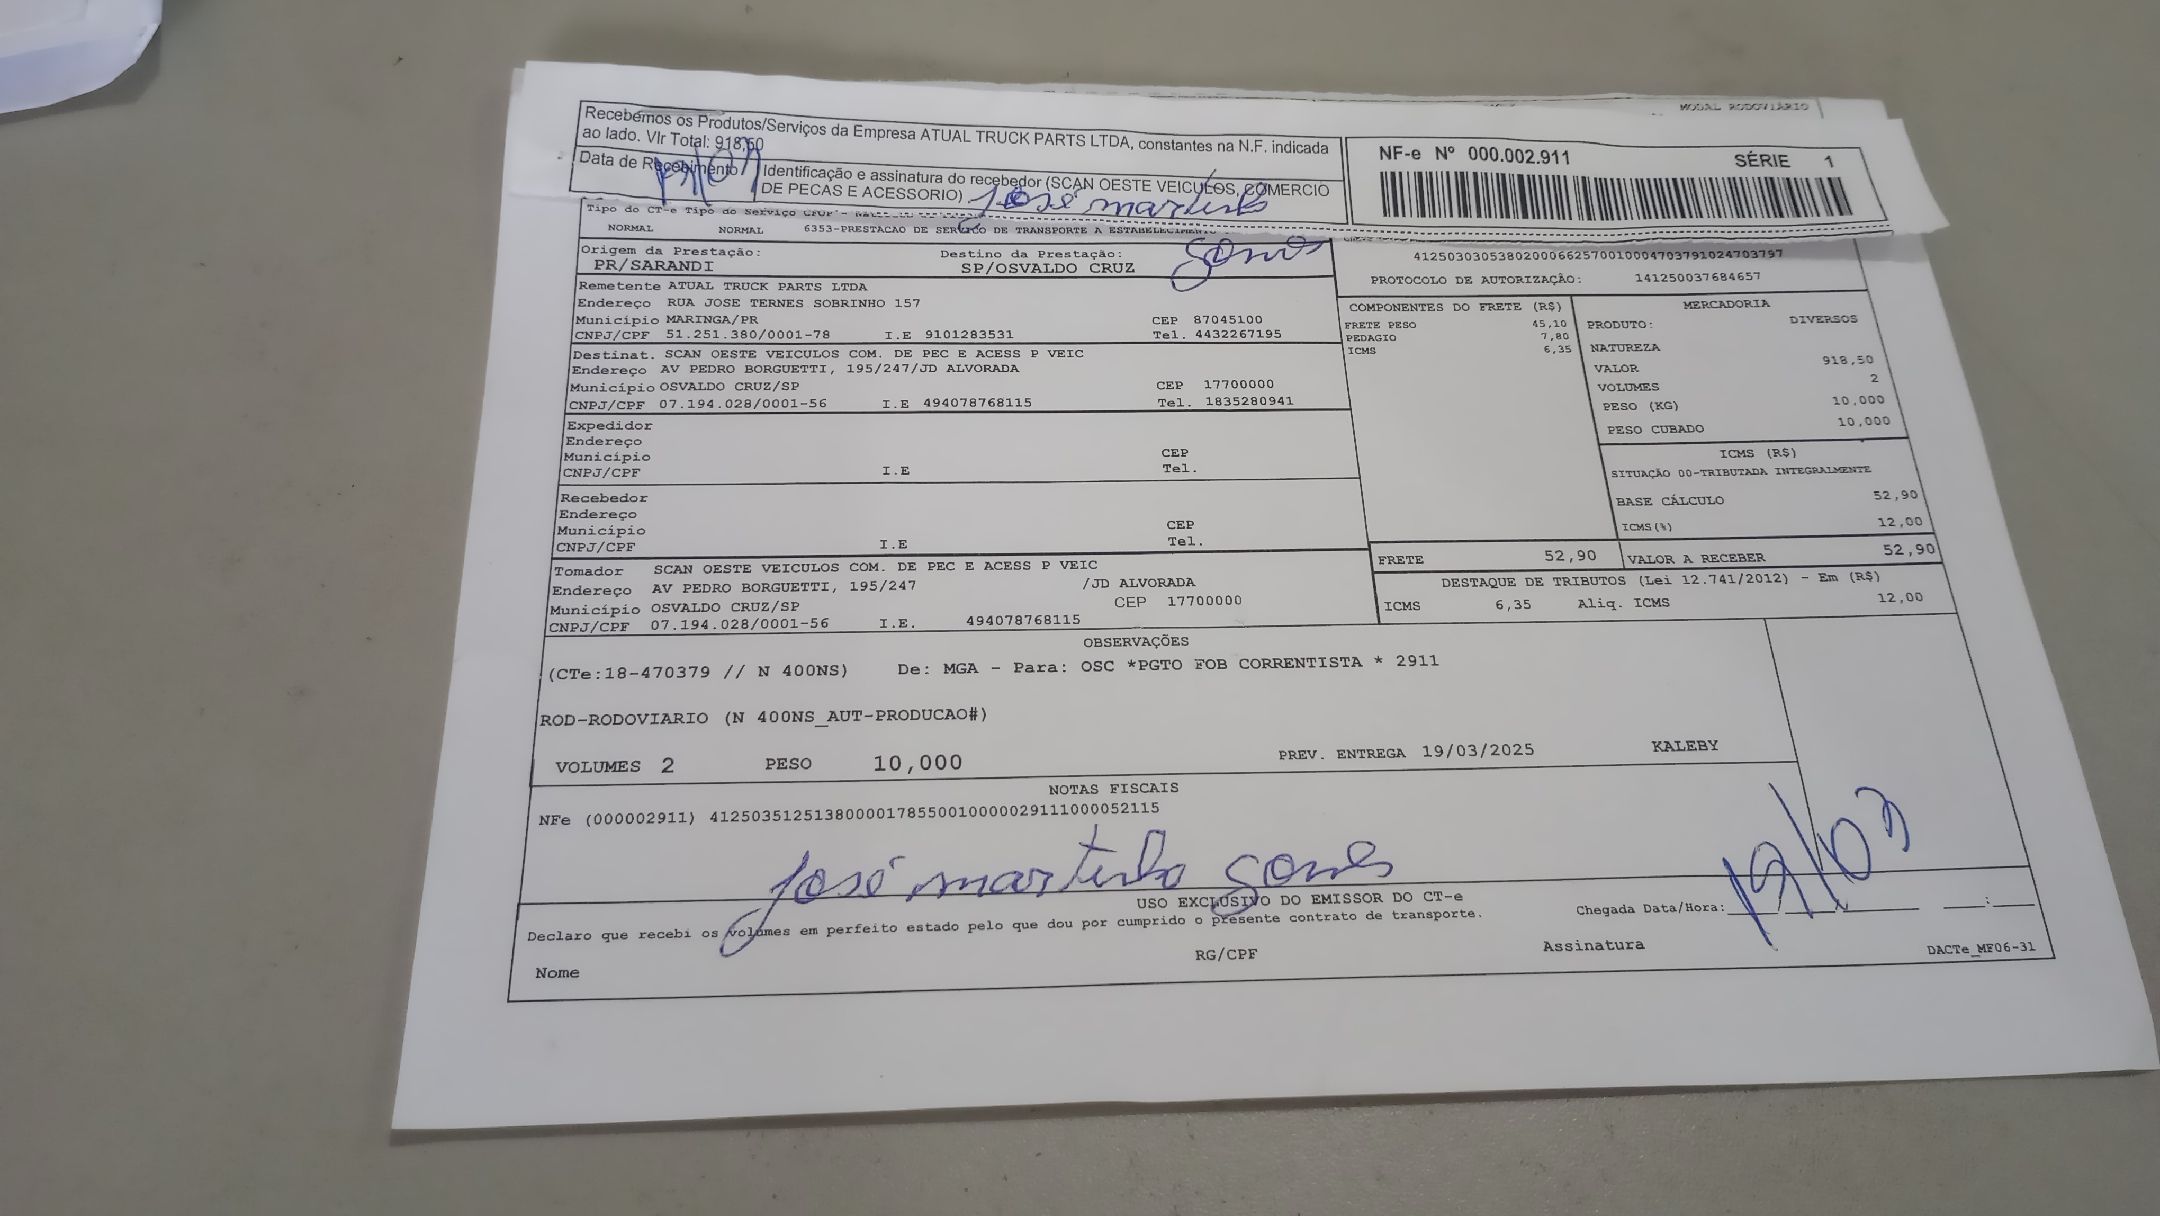 MODAL RODOVIÁRIO
Recebemos os Produtos/Serviços da Empresa ATUAL TRUCK PARTS LTDA, constantes na N.F. indicada
ao lado. Vlr Total: 918,50
Data de Recebimento Identificação e assinatura do recebedor (SCAN OESTE VEICULOS, COMERCIO
DE PECAS E ACESSORIO) José martinho
NF-e Nº 000.002.911 SÉRIE 1
Tipo do CT-e Tipo do Serviço
NORMAL NORMAL 6353-PRESTACAO DE SERVICO DE TRANSPORTE A
Gomes
Origem da Prestação: Destino da Prestação:
PR/SARANDI SP/OSVALDO CRUZ
41250303053802000662570010004703791024703797
PROTOCOLO DE AUTORIZAÇÃO: 141250037684657
Remetente ATUAL TRUCK PARTS LTDA
Endereço RUA JOSE TERNES SOBRINHO 157
Município MARINGA/PR CEP 87045100
CNPJ/CPF 51.251.380/0001-78 I.E 9101283531 Tel. 4432267195
Destinat. SCAN OESTE VEICULOS COM. DE PEC E ACESS P VEIC
Endereço AV PEDRO BORGUETTI, 195/247/JD ALVORADA
Município OSVALDO CRUZ/SP CEP 17700000
CNPJ/CPF 07.194.028/0001-56 I.E 494078768115 Tel. 1835280941
Expedidor
Endereço
Município CEP
CNPJ/CPF I.E Tel.
Recebedor
Endereço
Município CEP
CNPJ/CPF I.E Tel.
Tomador SCAN OESTE VEICULOS COM. DE PEC E ACESS P VEIC
Endereço AV PEDRO BORGUETTI, 195/247 /JD ALVORADA
Município OSVALDO CRUZ/SP CEP 17700000
CNPJ/CPF 07.194.028/0001-56 I.E. 494078768115
COMPONENTES DO FRETE (R$)
FRETE PESO 45,10
PEDAGIO 7,80
ICMS 6,35
MERCADORIA
PRODUTO: DIVERSOS
NATUREZA
VALOR 918,50
VOLUMES 2
PESO (KG) 10,000
PESO CUBADO 10,000
ICMS (R$)
SITUAÇÃO 00-TRIBUTADA INTEGRALMENTE
BASE CÁLCULO 52,90
ICMS(%) 12,00
FRETE 52,90 VALOR A RECEBER 52,90
DESTAQUE DE TRIBUTOS (Lei 12.741/2012) - Em (R$)
ICMS 6,35 Aliq. ICMS 12,00
OBSERVAÇÕES
(CTe:18-470379 // N 400NS) De: MGA - Para: OSC *PGTO FOB CORRENTISTA * 2911
ROD-RODOVIARIO (N 400NS_AUT-PRODUCAO#)
VOLUMES 2 PESO 10,000 PREV. ENTREGA 19/03/2025 KALEBY
NOTAS FISCAIS
NFe (000002911) 41250351251380000178550010000029111000052115
José martinho Gomes 19/03
USO EXCLUSIVO DO EMISSOR DO CT-e
Declaro que recebi os volumes em perfeito estado pelo que dou por cumprido o presente contrato de transporte. Chegada Data/Hora:
Nome RG/CPF Assinatura DACTe_MF06-31